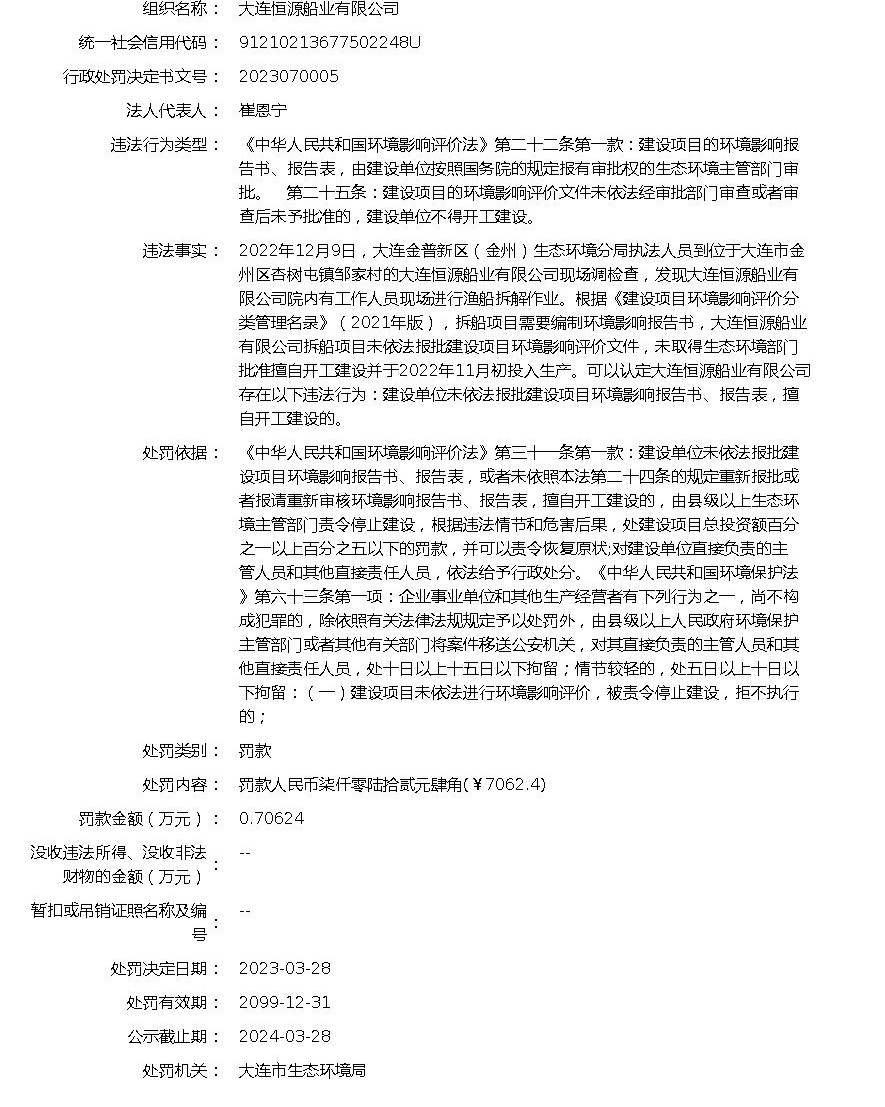 组织名称： 大连恒源船业有限公司
统一社会信用代码： 91210213677502248U
行政处罚决定书文号： 2023070005
法人代表人： 崔恩宁
违法行为类型： 《中华人民共和国环境影响评价法》第二十二条第一款：建设项目的环境影响报
告书、报告表，由建设单位按照国务院的规定报有审批权的生态环境主管部门审
批。 第二十五条：建设项目的环境影响评价文件未依法经审批部门审查或者审
查后未予批准的，建设单位不得开工建设。
违法事实： 2022年12月9日，大连金普新区（金州）生态环境分局执法人员到位于大连市金
州区杏树屯镇邹家村的大连恒源船业有限公司现场调检查，发现大连恒源船业有
限公司院内有工作人员现场进行渔船拆解作业。根据《建设项目环境影响评价分
类管理名录》（2021年版），拆船项目需要编制环境影响报告书，大连恒源船业
有限公司拆船项目未依法报批建设项目环境影响评价文件，未取得生态环境部门
批准擅自开工建设并于2022年11月初投入生产。可以认定大连恒源船业有限公司
存在以下违法行为：建设单位未依法报批建设项目环境影响报告书、报告表，擅
自开工建设的。
处罚依据： 《中华人民共和国环境影响评价法》第三十一条第一款：建设单位未依法报批建
设项目环境影响报告书、报告表，或者未依照本法第二十四条的规定重新报批或
者报请重新审核环境影响报告书、报告表，擅自开工建设的，由县级以上生态环
境主管部门责令停止建设，根据违法情节和危害后果，处建设项目总投资额百分
之一以上百分之五以下的罚款，并可以责令恢复原状;对建设单位直接负责的主
管人员和其他直接责任人员，依法给予行政处分。《中华人民共和国环境保护法
》第六十三条第一项：企业事业单位和其他生产经营者有下列行为之一，尚不构
成犯罪的，除依照有关法律法规规定予以处罚外，由县级以上人民政府环境保护
主管部门或者其他有关部门将案件移送公安机关，对其直接负责的主管人员和其
他直接责任人员，处十日以上十五日以下拘留；情节较轻的，处五日以上十日以
下拘留：（一）建设项目未依法进行环境影响评价，被责令停止建设，拒不执行
的；
处罚类别： 罚款
处罚内容： 罚款人民币柒仟零陆拾贰元肆角(￥7062.4)
罚款金额（万元）： 0.70624
没收违法所得、没收非法
财物的金额（万元）： --
暂扣或吊销证照名称及编
号： --
处罚决定日期： 2023-03-28
处罚有效期： 2099-12-31
公示截止期： 2024-03-28
处罚机关： 大连市生态环境局